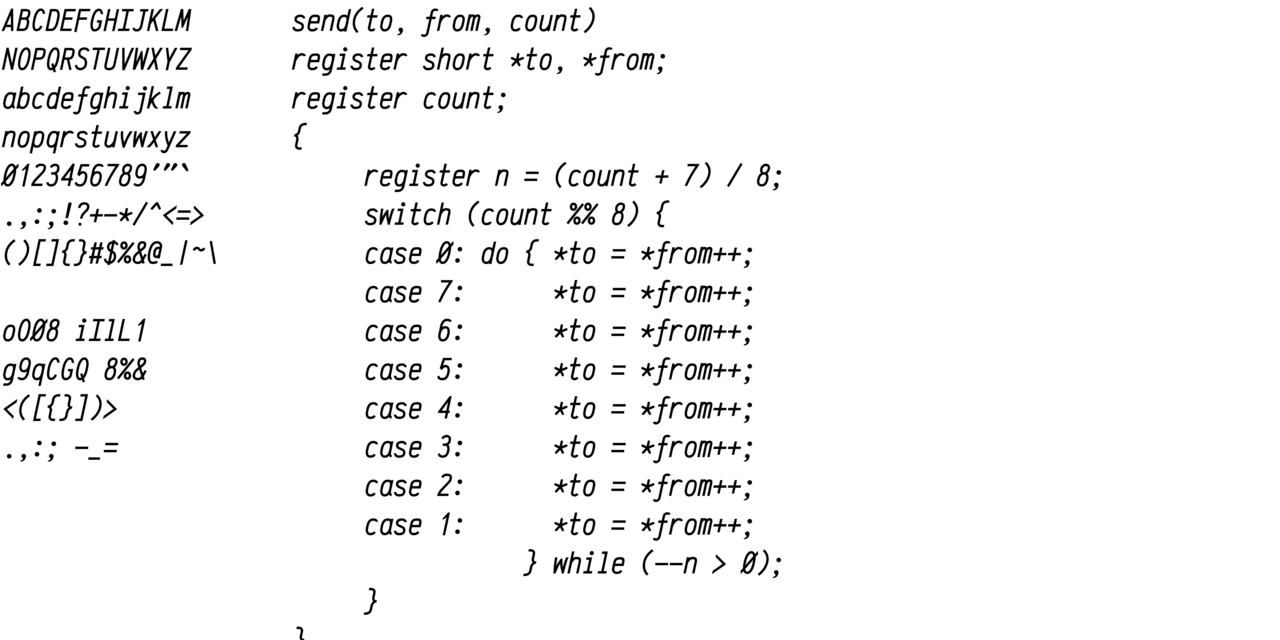 ABCDEFGHIJKLM
NOPQRSTUVWXYZ
abcdefghijklm
nopqrstuvwxyz
Ø123456789'"`
.,:;!?+-*/^<=>
()[]{}#$%&@_|~\
oOØ8 iIlL1
g9qCGQ 8%&
<([{}])>
.,:; -_=
send(to, from, count)
register short *to, *from;
register count;
{
    register n = (count + 7) / 8;
    switch (count %% 8) {
    case Ø: do { *to = *from++;
    case 7:      *to = *from++;
    case 6:      *to = *from++;
    case 5:      *to = *from++;
    case 4:      *to = *from++;
    case 3:      *to = *from++;
    case 2:      *to = *from++;
    case 1:      *to = *from++;
               } while (--n > Ø);
    }
}